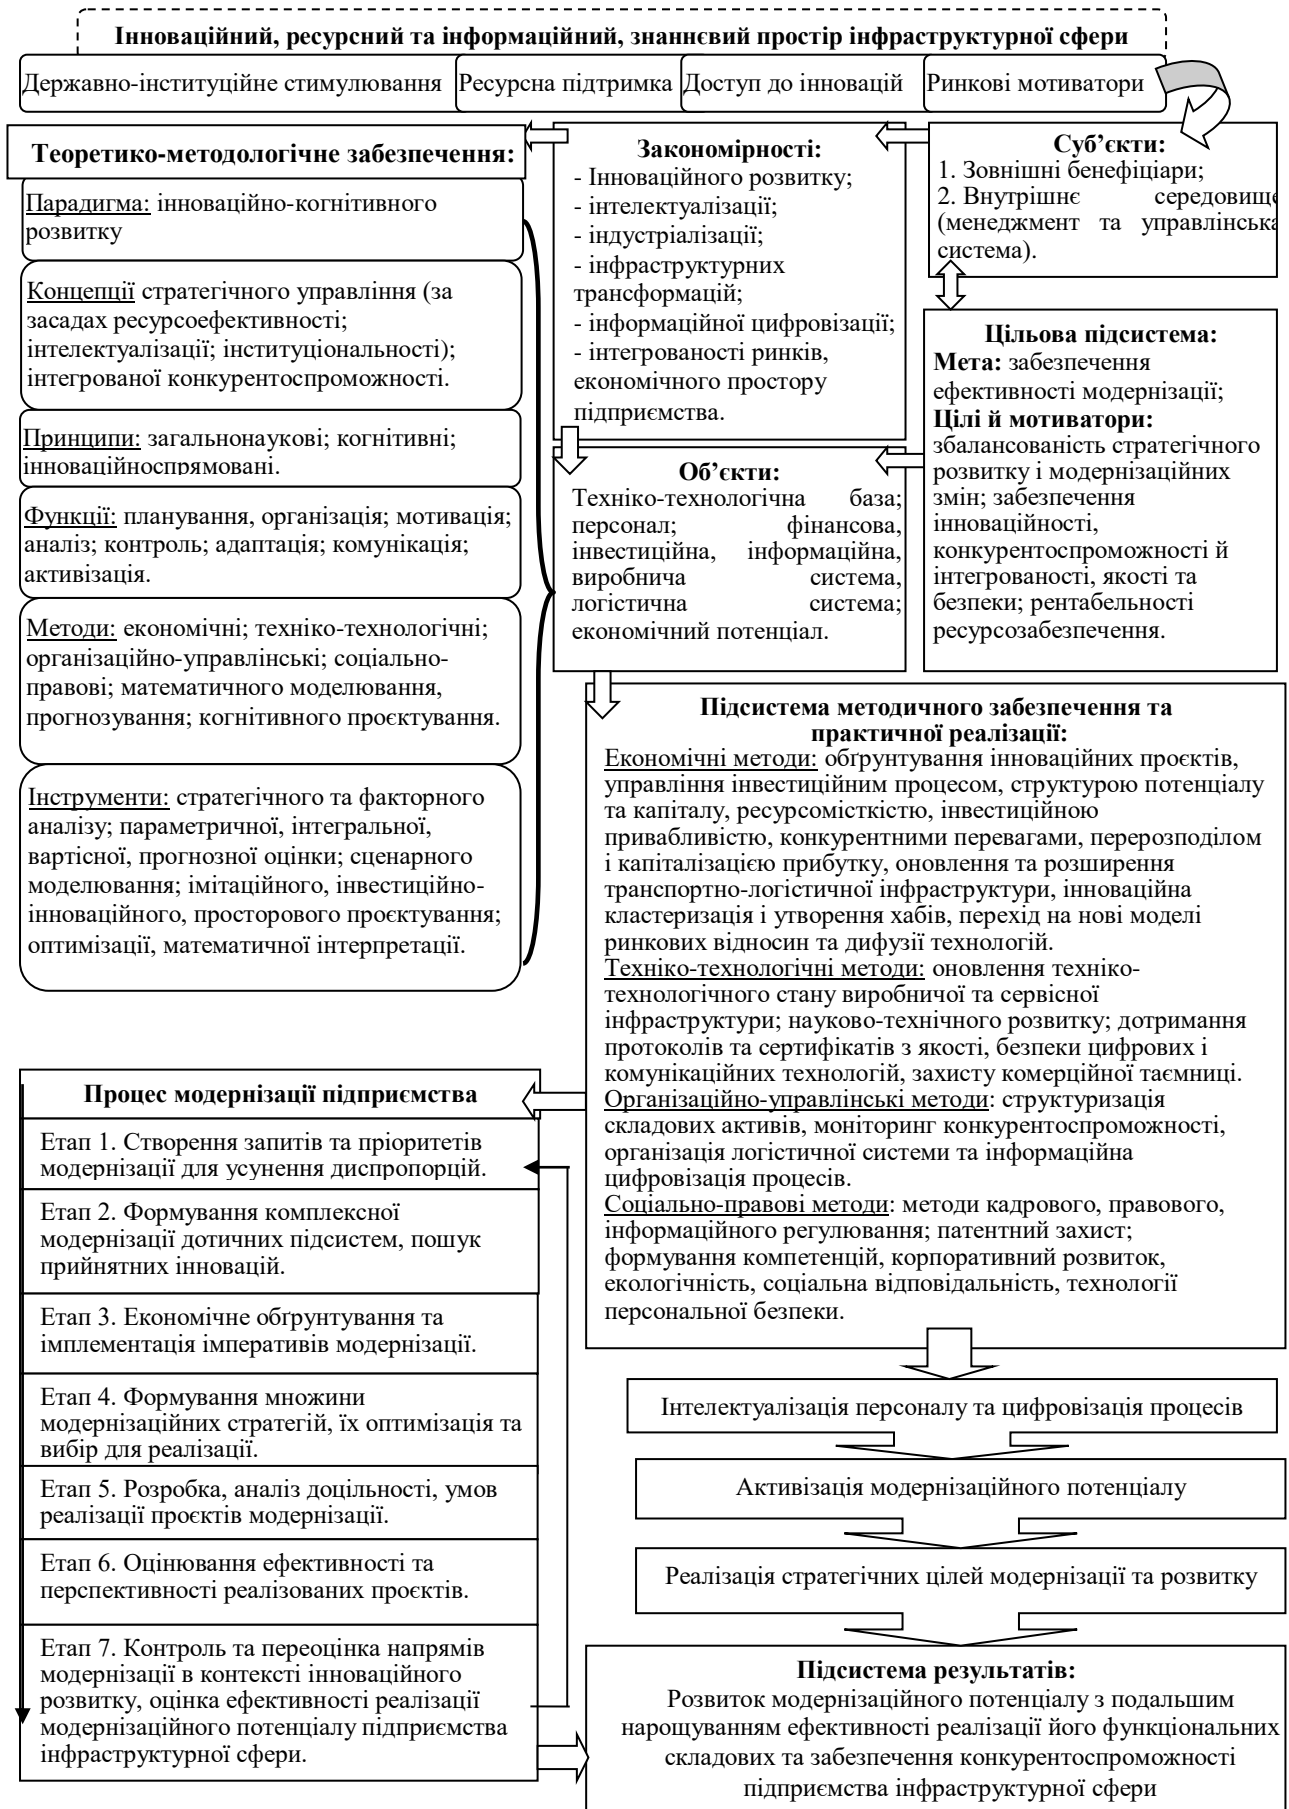 Інноваційний, ресурсний та інформаційний, знаннєвий простір інфраструктурної сфери
Державно-інституційне стимулювання
Ресурсна підтримка
Доступ до інновацій
Ринкові мотиватори
Теоретико-методологічне забезпечення:
Парадигма: інноваційно-когнітивного
розвитку
Концепції стратегічного управління (за
засадах ресурсоефективності;
інтелектуалізації; інституціональності);
інтегрованої конкурентоспроможності.
Принципи: загальнонаукові; когнітивні;
інноваційноспрямовані.
Функції: планування, організація; мотивація;
аналіз; контроль; адаптація; комунікація;
активізація.
Методи: економічні; техніко-технологічні;
організаційно-управлінські; соціально-
правові; математичного моделювання,
прогнозування; когнітивного проєктування.
Інструменти: стратегічного та факторного
аналізу; параметричної, інтегральної,
вартісної, прогнозної оцінки; сценарного
моделювання; імітаційного, інвестиційно-
інноваційного, просторового проєктування;
оптимізації, математичної інтерпретації.
Закономірності:
- Інноваційного розвитку;
- інтелектуалізації;
- індустріалізації;
- інфраструктурних
трансформацій;
- інформаційної цифровізації;
- інтегрованості ринків,
економічного простору
підприємства.
Суб’єкти:
1. Зовнішні бенефіціари;
2. Внутрішнє середовище
(менеджмент та управлінська
система).
Цільова підсистема:
Мета: забезпечення
ефективності модернізації;
Цілі й мотиватори:
збалансованість стратегічного
розвитку і модернізаційних
змін; забезпечення
інноваційності,
конкурентоспроможності й
інтегрованості, якості та
безпеки; рентабельності
ресурсозабезпечення.
Об’єкти:
Техніко-технологічна база;
персонал; фінансова,
інвестиційна, інформаційна,
виробнича система,
логістична система;
економічний потенціал.
Підсистема методичного забезпечення та
практичної реалізації:
Економічні методи: обґрунтування інноваційних проєктів,
управління інвестиційним процесом, структурою потенціалу
та капіталу, ресурсомісткістю, інвестиційною
привабливістю, конкурентними перевагами, перерозподілом
і капіталізацією прибутку, оновлення та розширення
транспортно-логістичної інфраструктури, інноваційна
кластеризація і утворення хабів, перехід на нові моделі
ринкових відносин та дифузії технологій.
Техніко-технологічні методи: оновлення техніко-
технологічного стану виробничої та сервісної
інфраструктури; науково-технічного розвитку; дотримання
протоколів та сертифікатів з якості, безпеки цифрових і
комунікаційних технологій, захисту комерційної таємниці.
Організаційно-управлінські методи: структуризація
складових активів, моніторинг конкурентоспроможності,
організація логістичної системи та інформаційна
цифровізація процесів.
Соціально-правові методи: методи кадрового, правового,
інформаційного регулювання; патентний захист;
формування компетенцій, корпоративний розвиток,
екологічність, соціальна відповідальність, технології
персональної безпеки.
Процес модернізації підприємства
Етап 1. Створення запитів та пріоритетів
модернізації для усунення диспропорцій.
Етап 2. Формування комплексної
модернізації дотичних підсистем, пошук
прийнятних інновацій.
Етап 3. Економічне обґрунтування та
імплементація імперативів модернізації.
Етап 4. Формування множини
модернізаційних стратегій, їх оптимізація та
вибір для реалізації.
Етап 5. Розробка, аналіз доцільності, умов
реалізації проєктів модернізації.
Етап 6. Оцінювання ефективності та
перспективності реалізованих проєктів.
Етап 7. Контроль та переоцінка напрямів
модернізації в контексті інноваційного
розвитку, оцінка ефективності реалізації
модернізаційного потенціалу підприємства
інфраструктурної сфери.
Інтелектуалізація персоналу та цифровізація процесів
Активізація модернізаційного потенціалу
Реалізація стратегічних цілей модернізації та розвитку
Підсистема результатів:
Розвиток модернізаційного потенціалу з подальшим
нарощуванням ефективності реалізації його функціональних
складових та забезпечення конкурентоспроможності
підприємства інфраструктурної сфери